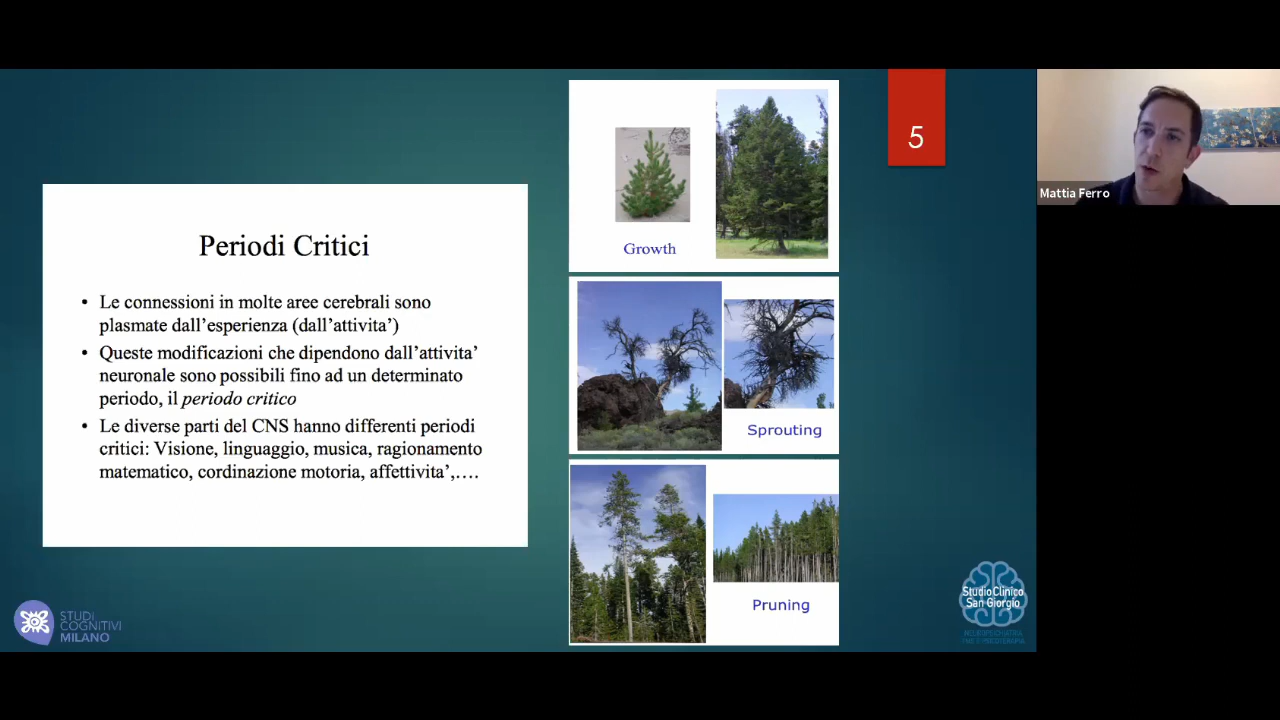 Periodi Critici
• Le connessioni in molte aree cerebrali sono
plasmate dall'esperienza (dall'attivita')
• Queste modificazioni che dipendono dall'attivita'
neuronale sono possibili fino ad un determinato
periodo, il periodo critico
• Le diverse parti del CNS hanno differenti periodi
critici: Visione, linguaggio, musica, ragionamento
matematico, cordinazione motoria, affettivita',….
Growth
Sprouting
Pruning
5
Mattia Ferro
STUDI
COGNITIVI
MILANO
Studio Clinico
San Giorgio